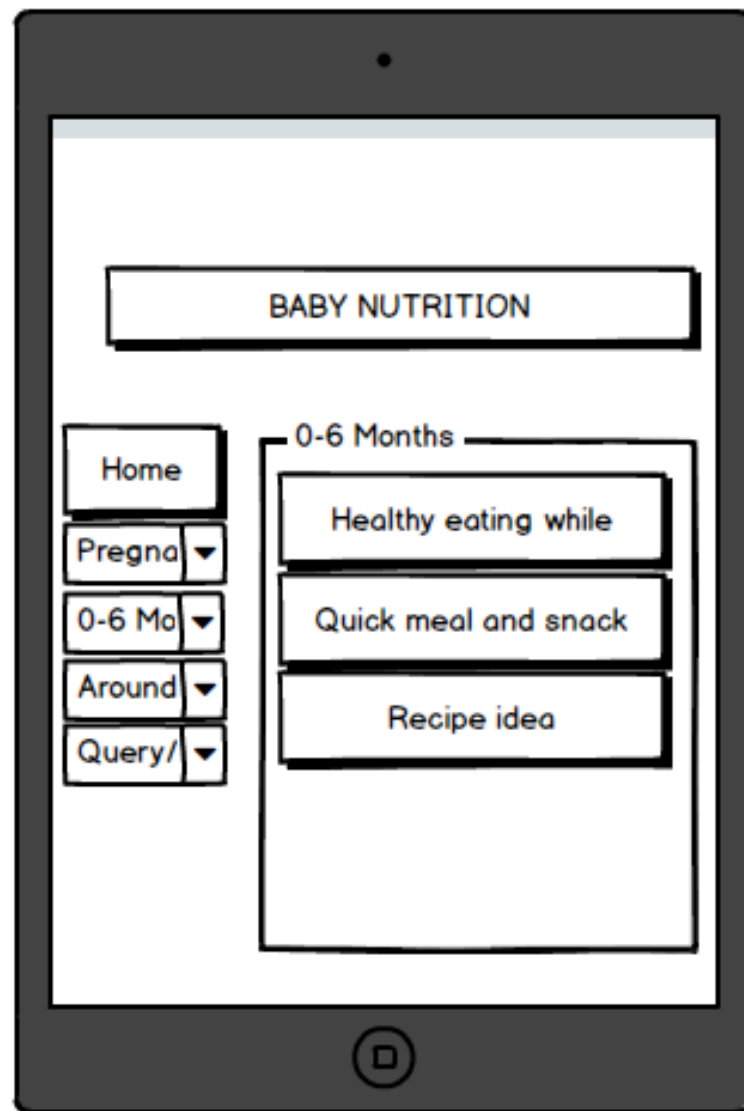 BABY NUTRITION
Home
Pregna
0-6 Mo
Around
Query/
0-6 Months
Healthy eating while
Quick meal and snack
Recipe idea